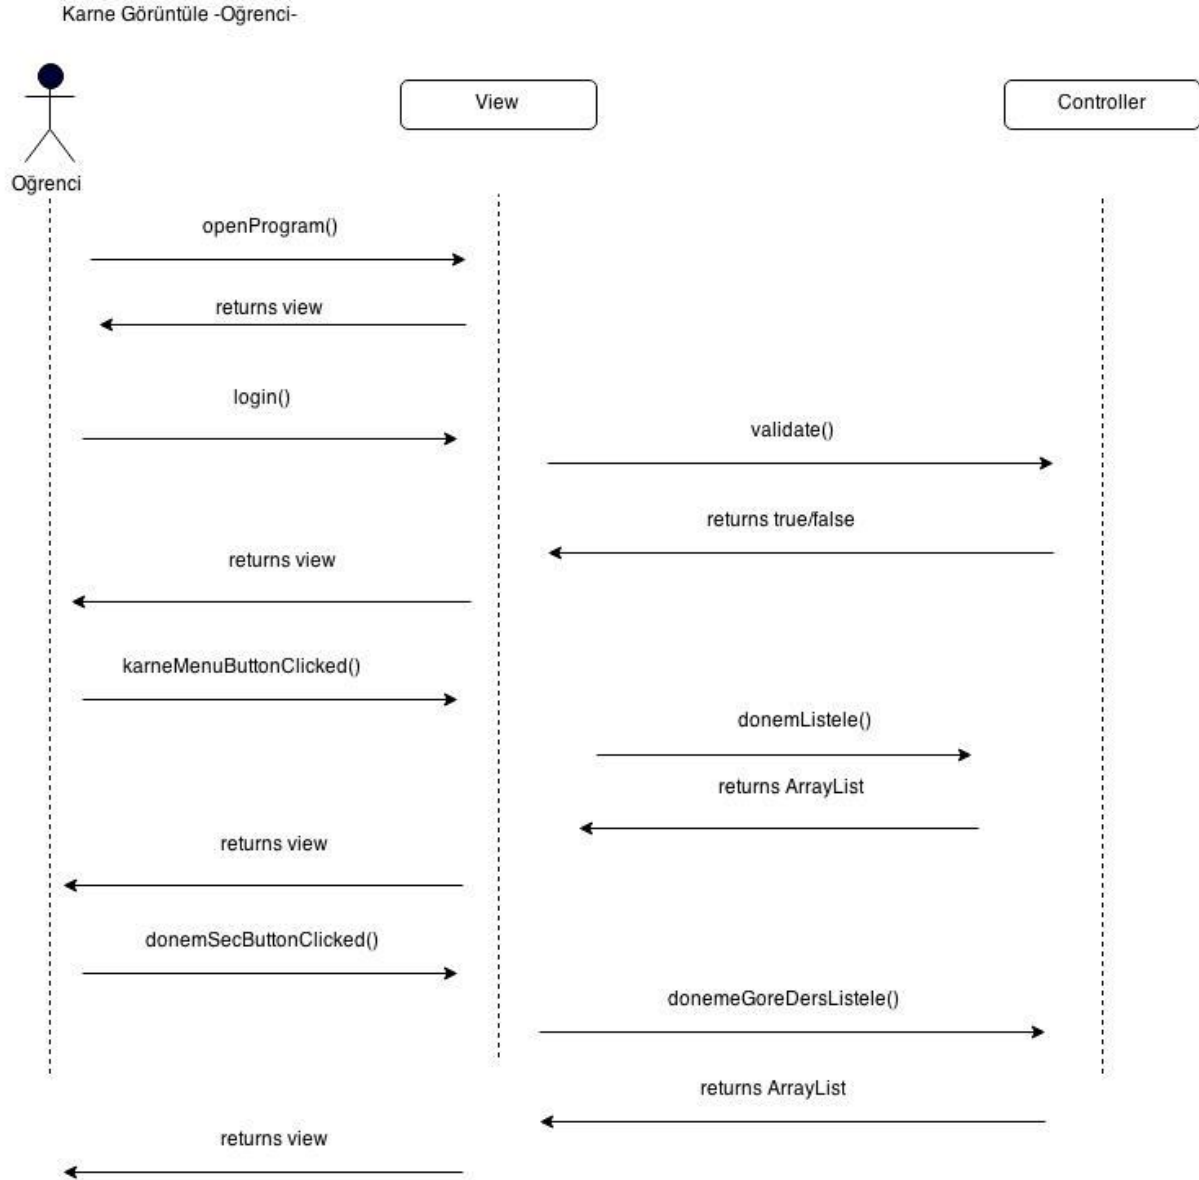 Karne Görüntüle -Oğrenci-
View
Controller
Oğrenci
openProgram()
returns view
login()
validate()
returns true/false
returns view
karneMenuButtonClicked()
donemListele()
returns ArrayList
returns view
donemSecButtonClicked()
donemeGoreDersListele()
returns ArrayList
returns view